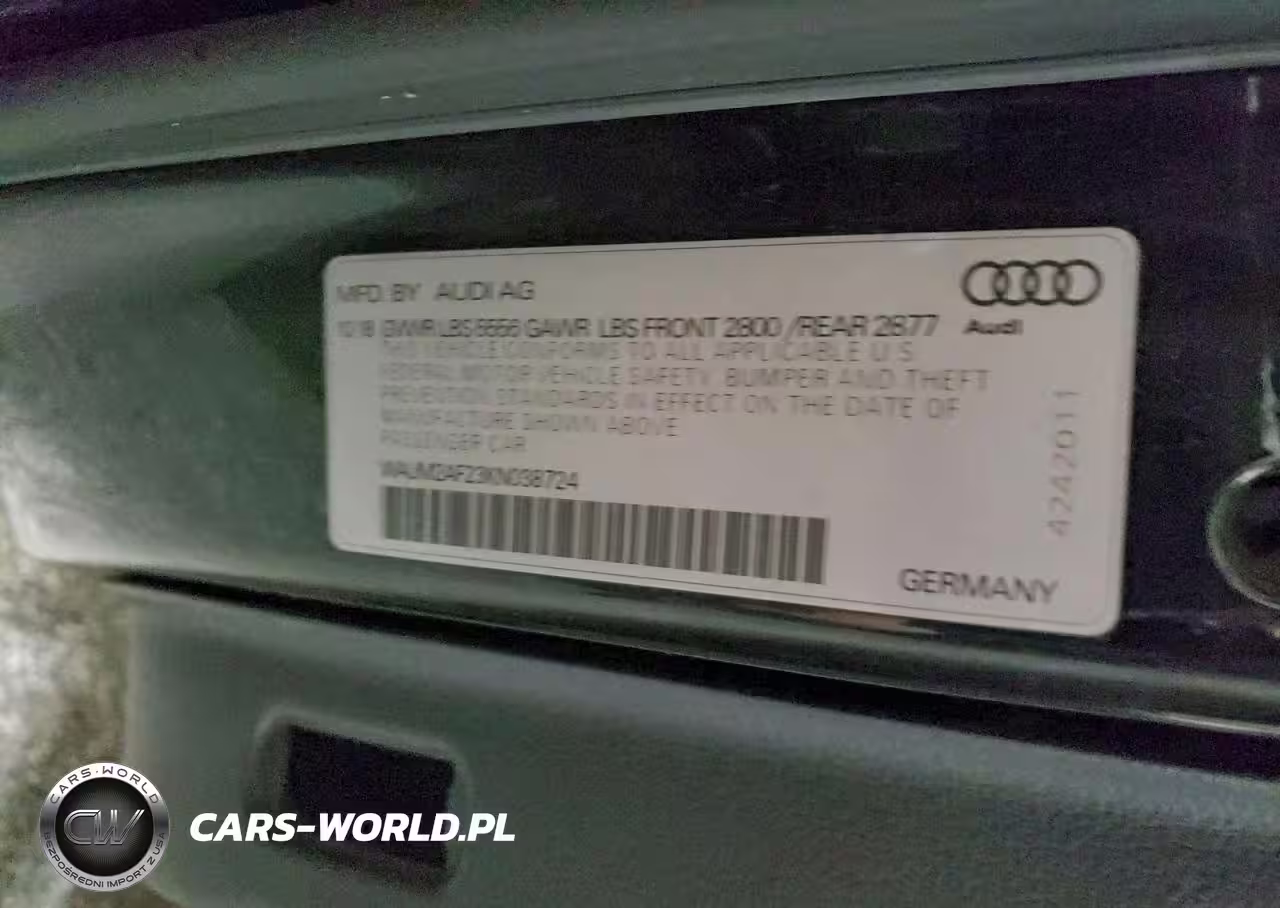 MFD. BY AUDI AG
10/18 GVWR LBS 5556 GAWR LBS FRONT 2800 / REAR 2877
Audi
THIS VEHICLE CONFORMS TO ALL APPLICABLE U.S.
FEDERAL MOTOR VEHICLE SAFETY, BUMPER AND THEFT
PREVENTION STANDARDS IN EFFECT ON THE DATE OF
MANUFACTURE SHOWN ABOVE
PASSENGER CAR
WAUM2AF23KN038724
4242011
GERMANY
CARS-WORLD
CW
BEZPOŚREDNI IMPORT Z USA
CARS-WORLD.PL